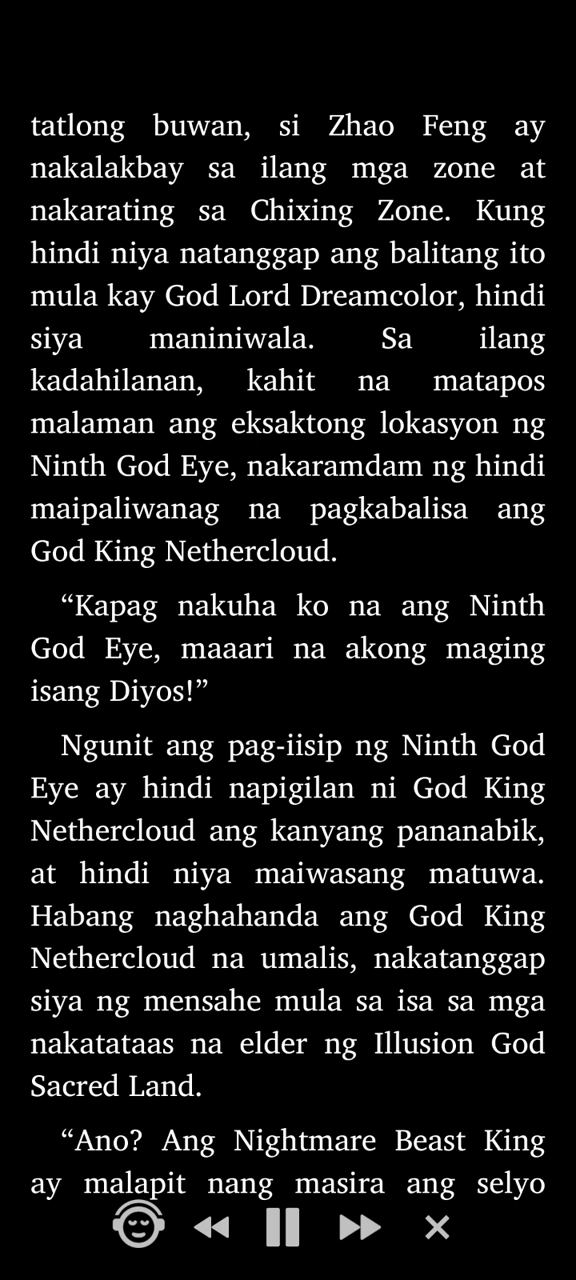 tatlong buwan, si Zhao Feng ay
nakalakbay sa ilang mga zone at
nakarating sa Chixing Zone. Kung
hindi niya natanggap ang balitang ito
mula kay God Lord Dreamcolor, hindi
siya maniniwala. Sa ilang
kadahilanan, kahit na matapos
malaman ang eksaktong lokasyon ng
Ninth God Eye, nakaramdam ng hindi
maipaliwanag na pagkabalisa ang
God King Nethercloud.
“Kapag nakuha ko na ang Ninth
God Eye, maaari na akong maging
isang Diyos!”
Ngunit ang pag-iisip ng Ninth God
Eye ay hindi napigilan ni God King
Nethercloud ang kanyang pananabik,
at hindi niya maiwasang matuwa.
Habang naghahanda ang God King
Nethercloud na umalis, nakatanggap
siya ng mensahe mula sa isa sa mga
nakatataas na elder ng Illusion God
Sacred Land.
“Ano? Ang Nightmare Beast King
ay malapit nang masira ang selyo